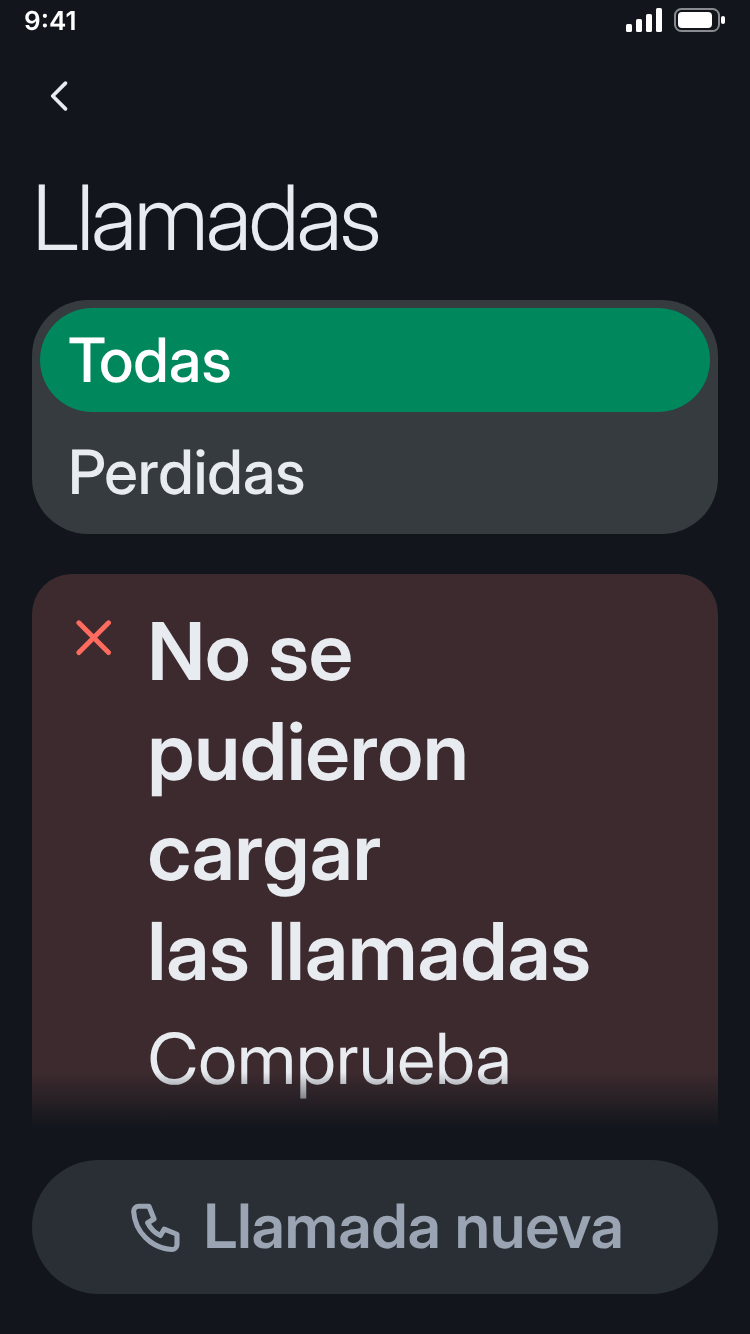 9:41
Llamadas
Todas
Perdidas
No se
pudieron
cargar
las llamadas
Comprueba
Llamada nueva